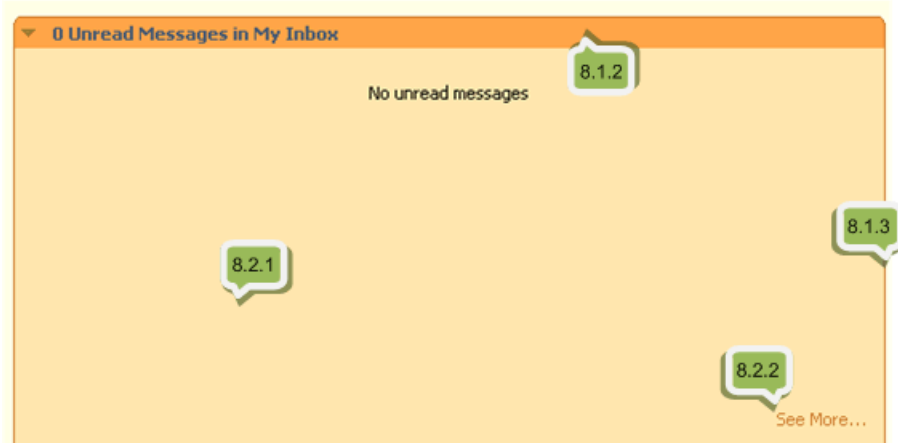 0 Unread Messages in My Inbox
8.1.2
No unread messages
8.1.3
8.2.1
8.2.2
See More...